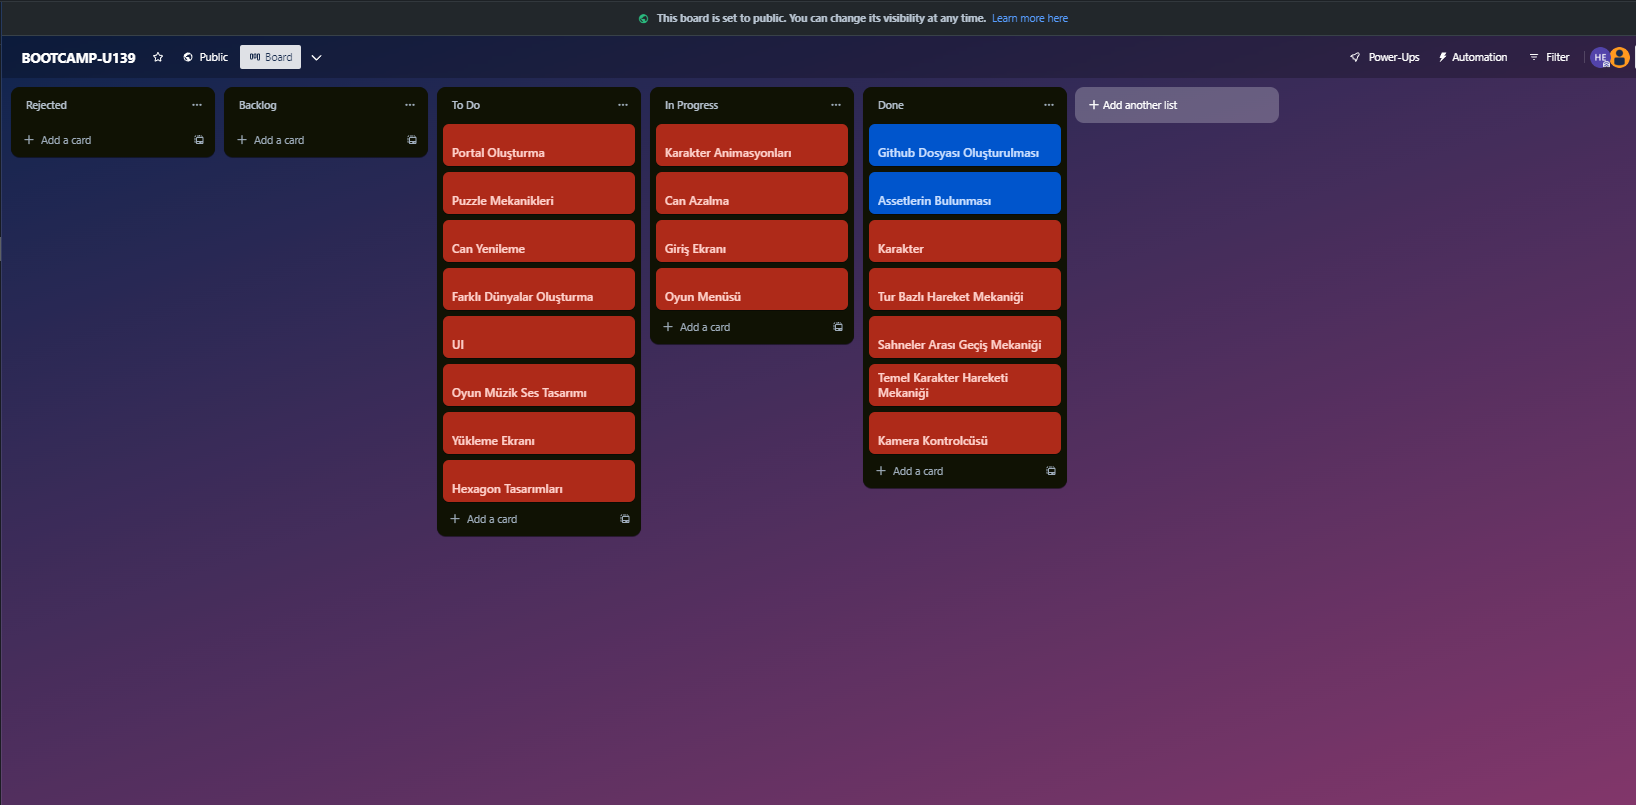 This board is set to public. You can change its visibility at any time. Learn more here
BOOTCAMP-U139 Public Board Power-Ups Automation Filter HE
Rejected
Add a card
Backlog
Add a card
To Do
Portal Oluşturma
Puzzle Mekanikleri
Can Yenileme
Farklı Dünyalar Oluşturma
UI
Oyun Müzik Ses Tasarımı
Yükleme Ekranı
Hexagon Tasarımları
Add a card
In Progress
Karakter Animasyonları
Can Azalma
Giriş Ekranı
Oyun Menüsü
Add a card
Done
Github Dosyası Oluşturulması
Assetlerin Bulunması
Karakter
Tur Bazlı Hareket Mekaniği
Sahneler Arası Geçiş Mekaniği
Temel Karakter Hareketi
Mekaniği
Kamera Kontrolcüsü
Add a card
Add another list